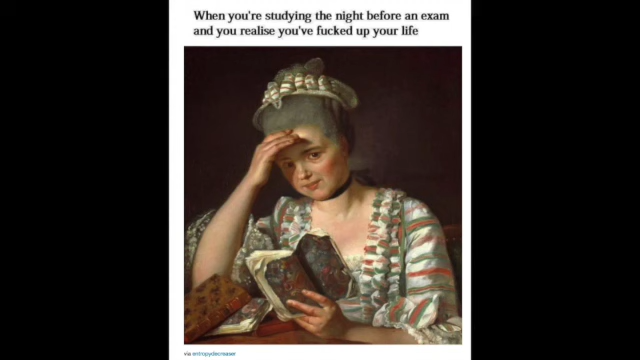 When you're studying the night before an exam
and you realise you've fucked up your life
via entropydecreaser